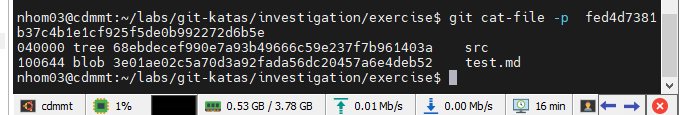 nhom03@cdmmt:~/labs/git-katas/investigation/exercise$ git cat-file -p  fed4d7381
b37c4b1e1cf925f5de0b992272d6b5e
040000 tree 68ebdecef990e7a93b49666c59e237f7b961403a    src
100644 blob 3e01ae02c5a70d3a92fada56dc20457a6e4deb52    test.md
nhom03@cdmmt:~/labs/git-katas/investigation/exercise$
cdmmt 1% 0.53 GB / 3.78 GB 0.01 Mb/s 0.00 Mb/s 16 min